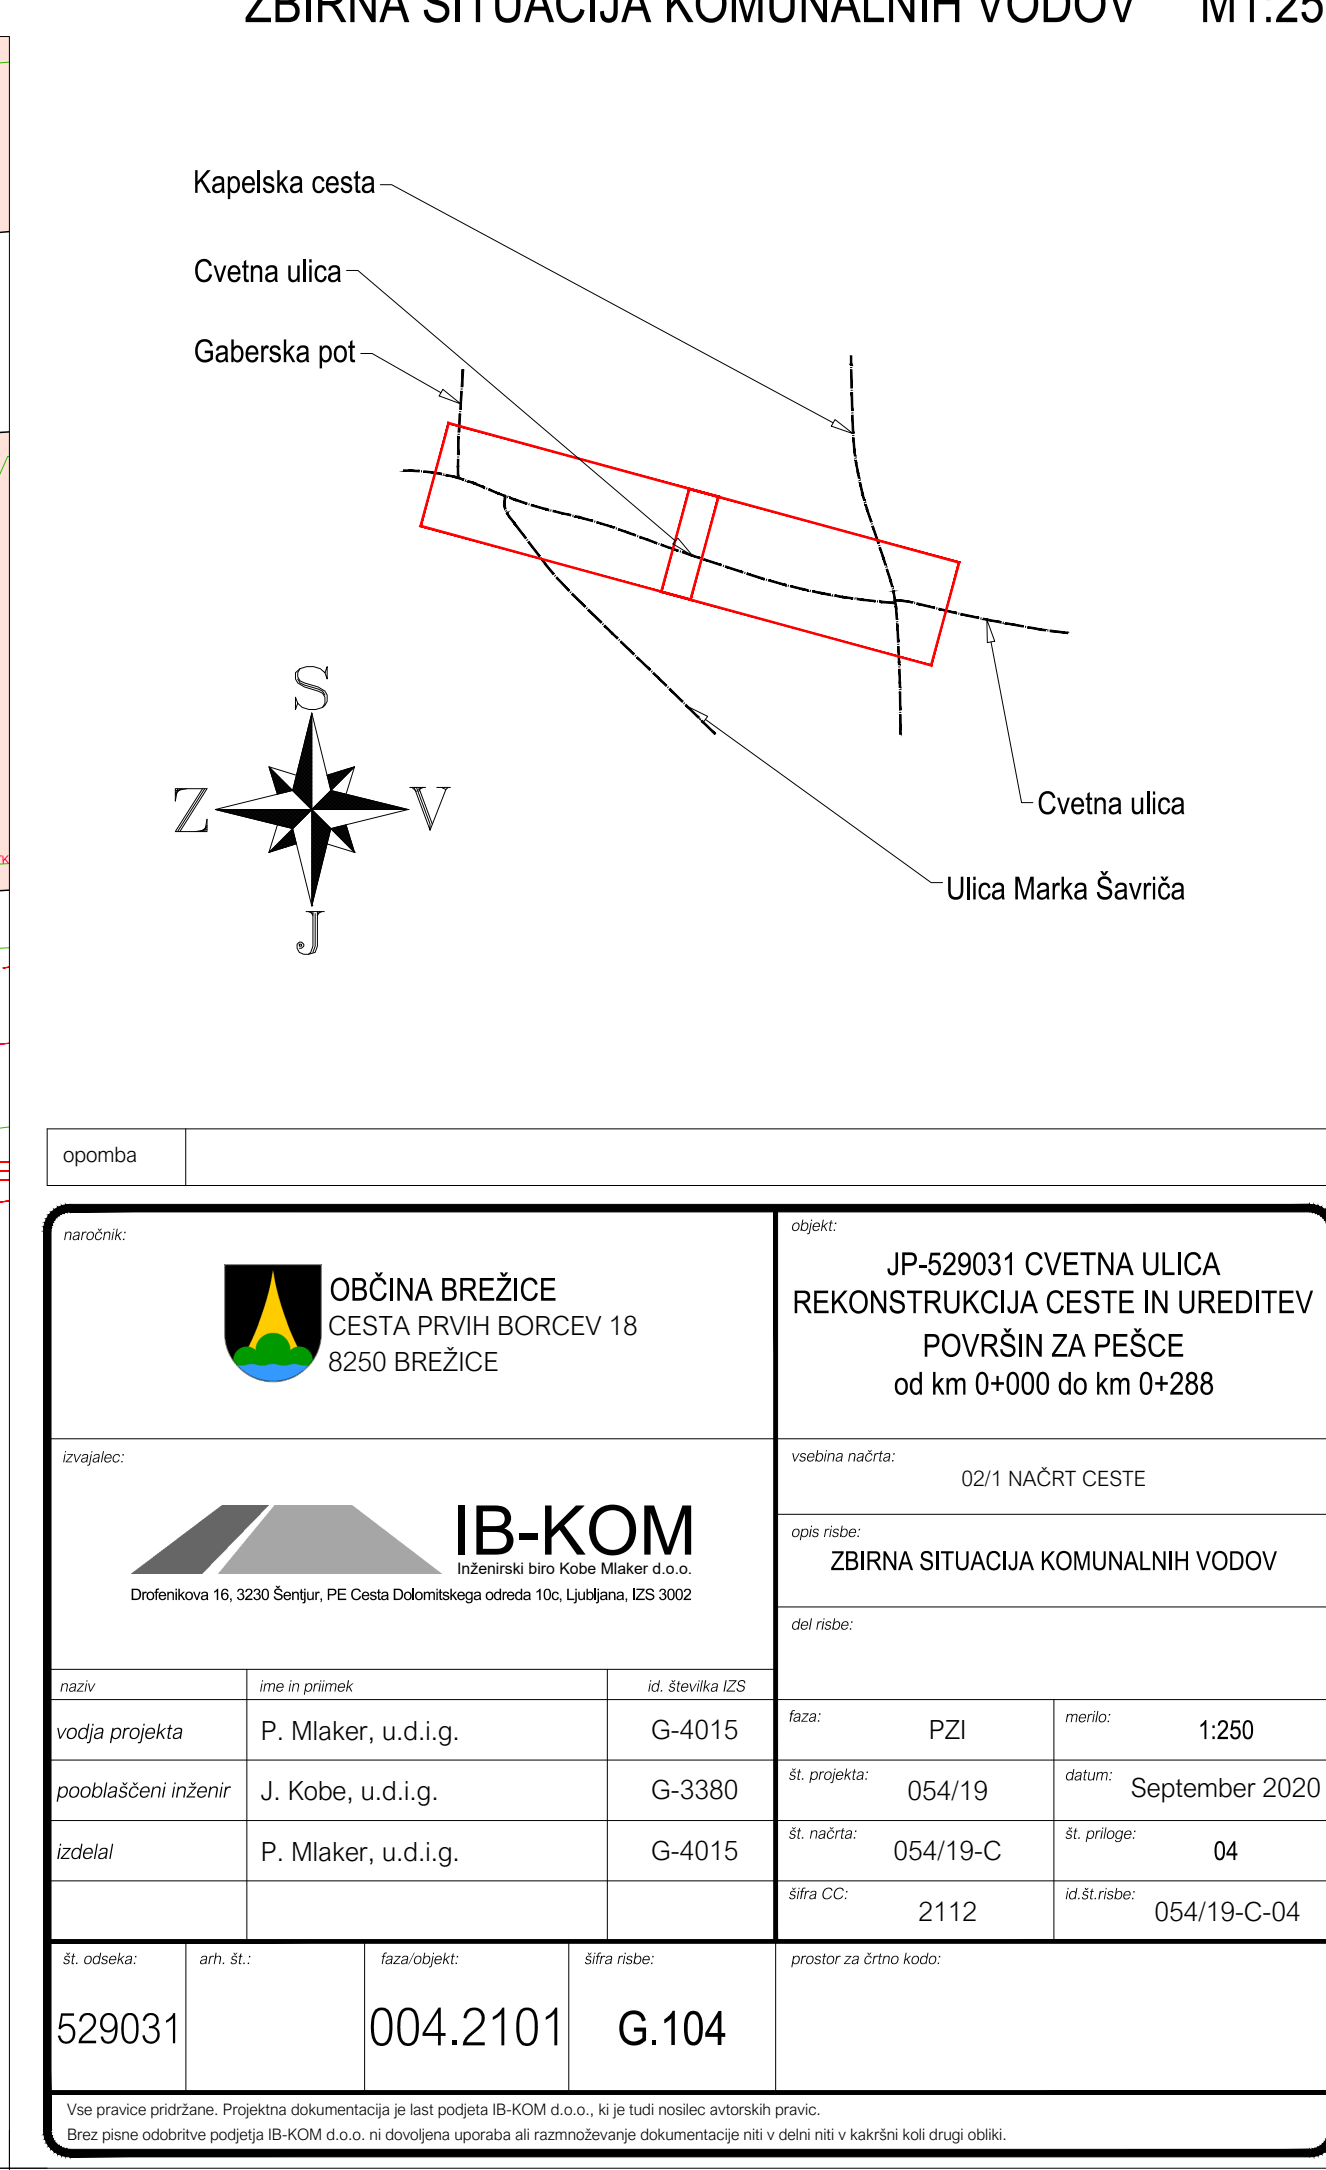 ZBIRNA SITUACIJA KOMUNALNIH VODOV M1:25
Kapelska cesta
Cvetna ulica
Gaberska pot
S
Z
V
J
Cvetna ulica
Ulica Marka Šavriča
opomba
naročnik:
OBČINA BREŽICE
CESTA PRVIH BORCEV 18
8250 BREŽICE
objekt:
JP-529031 CVETNA ULICA
REKONSTRUKCIJA CESTE IN UREDITEV
POVRŠIN ZA PEŠCE
od km 0+000 do km 0+288
izvajalec:
IB-KOM
Inženirski biro Kobe Mlaker d.o.o.
Drofenikova 16, 3230 Šentjur, PE Cesta Dolomitskega odreda 10c, Ljubljana, IZS 3002
vsebina načrta:
02/1 NAČRT CESTE
opis risbe:
ZBIRNA SITUACIJA KOMUNALNIH VODOV
del risbe:
naziv ime in priimek id. številka IZS
vodja projekta P. Mlaker, u.d.i.g. G-4015
pooblaščeni inženir J. Kobe, u.d.i.g. G-3380
izdelal P. Mlaker, u.d.i.g. G-4015
faza: PZI merilo: 1:250
št. projekta: 054/19 datum: September 2020
št. načrta: 054/19-C št. priloge: 04
šifra CC: 2112 id.št.risbe: 054/19-C-04
št. odseka: arh. št.: faza/objekt: šifra risbe: prostor za črtno kodo:
529031 004.2101 G.104
Vse pravice pridržane. Projektna dokumentacija je last podjeta IB-KOM d.o.o., ki je tudi nosilec avtorskih pravic.
Brez pisne odobritve podjetja IB-KOM d.o.o. ni dovoljena uporaba ali razmnoževanje dokumentacije niti v delni niti v kakršni koli drugi obliki.